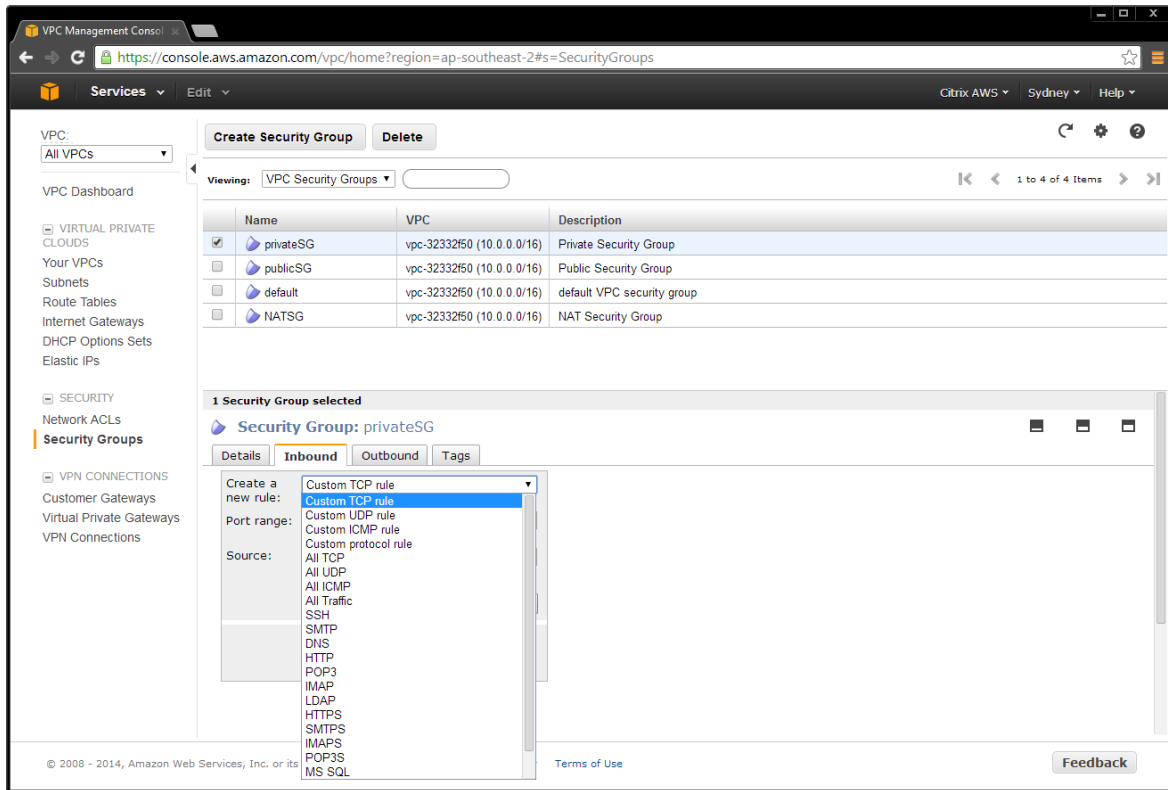 VPC Management Consol
https://console.aws.amazon.com/vpc/home?region=ap-southeast-2#s=SecurityGroups
Services Edit Citrix AWS Sydney Help
VPC:
All VPCs
VPC Dashboard
VIRTUAL PRIVATE
CLOUDS
Your VPCs
Subnets
Route Tables
Internet Gateways
DHCP Options Sets
Elastic IPs
SECURITY
Network ACLs
Security Groups
VPN CONNECTIONS
Customer Gateways
Virtual Private Gateways
VPN Connections
Create Security Group Delete
Viewing: VPC Security Groups 1 to 4 of 4 Items
Name VPC Description
privateSG vpc-32332f50 (10.0.0.0/16) Private Security Group
publicSG vpc-32332f50 (10.0.0.0/16) Public Security Group
default vpc-32332f50 (10.0.0.0/16) default VPC security group
NATSG vpc-32332f50 (10.0.0.0/16) NAT Security Group
1 Security Group selected
Security Group: privateSG
Details Inbound Outbound Tags
Create a
new rule:
Port range:
Source:
Custom TCP rule
Custom TCP rule
Custom UDP rule
Custom ICMP rule
Custom protocol rule
All TCP
All UDP
All ICMP
All Traffic
SSH
SMTP
DNS
HTTP
POP3
IMAP
LDAP
HTTPS
SMTPS
IMAPS
POP3S
MS SQL
© 2008 - 2014, Amazon Web Services, Inc. or its Terms of Use Feedback